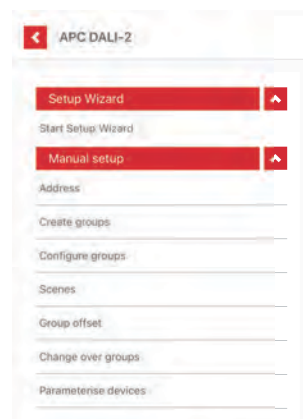 APC DALI-2
Setup Wizard
Start Setup Wizard
Manual setup
Address
Create groups
Configure groups
Scenes
Group offset
Change over groups
Parameterise devices